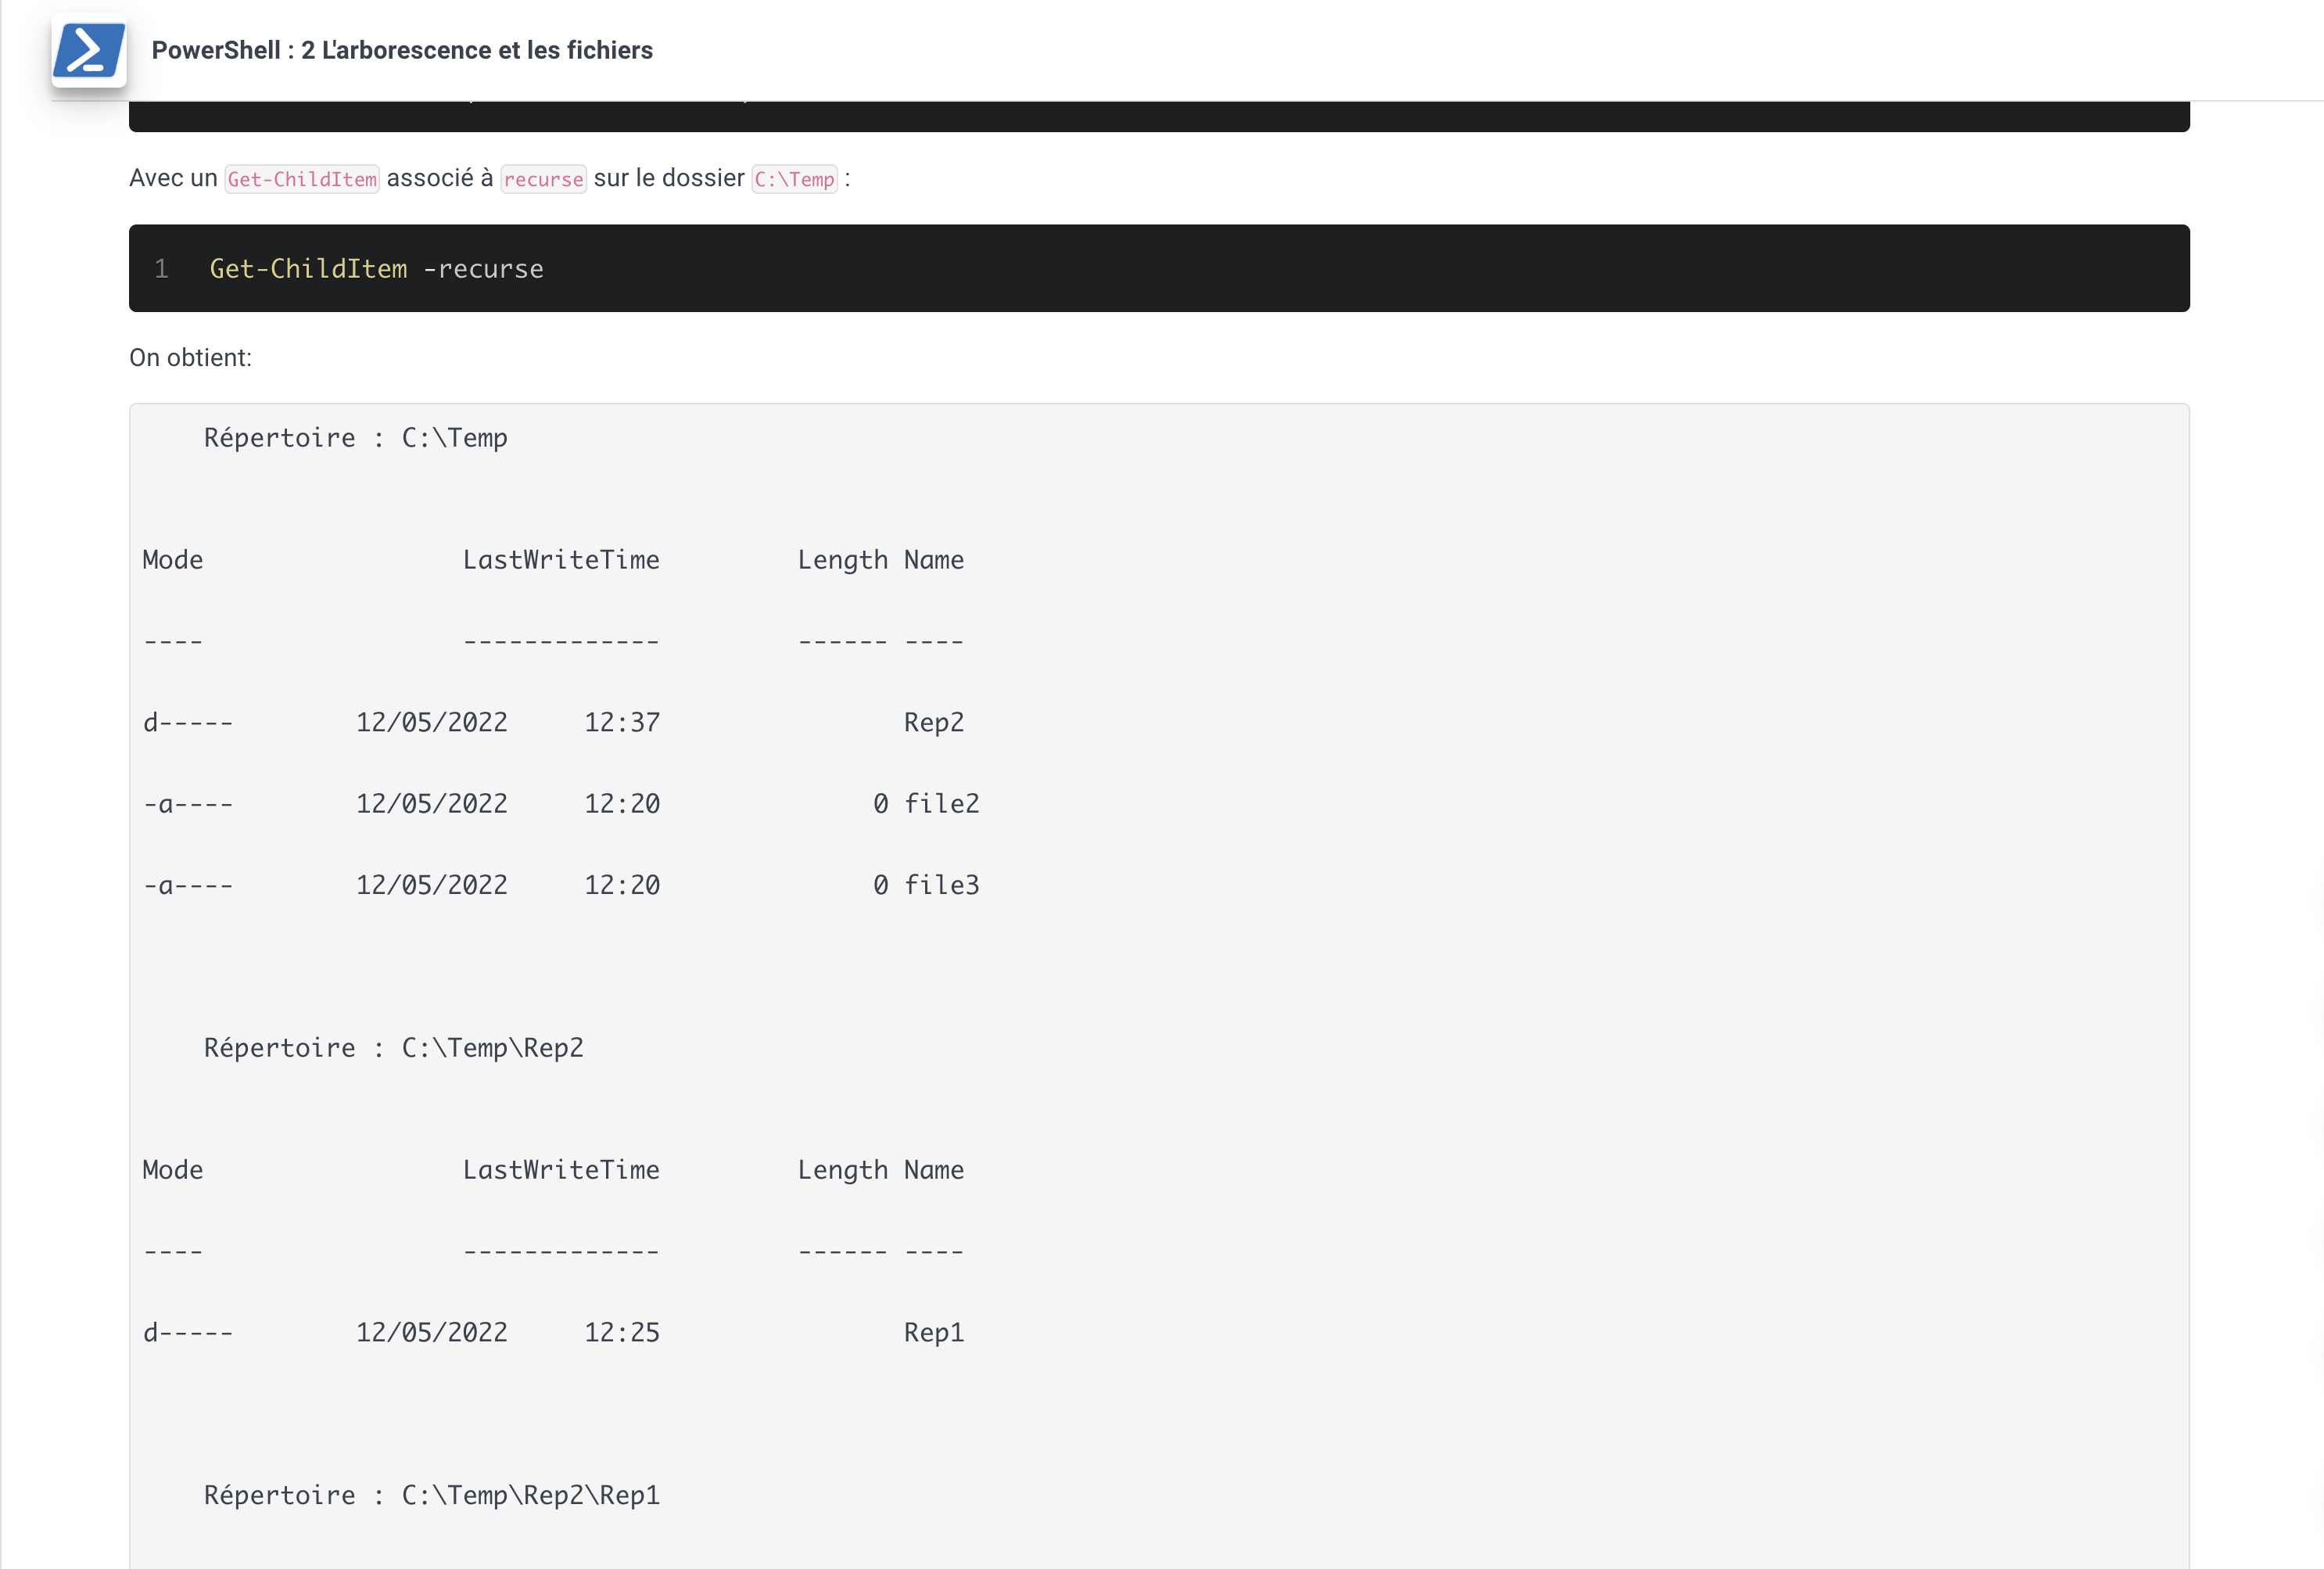 PowerShell : 2 L'arborescence et les fichiers
Avec un Get-ChildItem associé à recurse sur le dossier C:\Temp :
1 Get-ChildItem -recurse
On obtient:
Répertoire : C:\Temp
Mode LastWriteTime Length Name
---- ------------- ------ ----
d----- 12/05/2022 12:37 Rep2
-a---- 12/05/2022 12:20 0 file2
-a---- 12/05/2022 12:20 0 file3
Répertoire : C:\Temp\Rep2
Mode LastWriteTime Length Name
---- ------------- ------ ----
d----- 12/05/2022 12:25 Rep1
Répertoire : C:\Temp\Rep2\Rep1